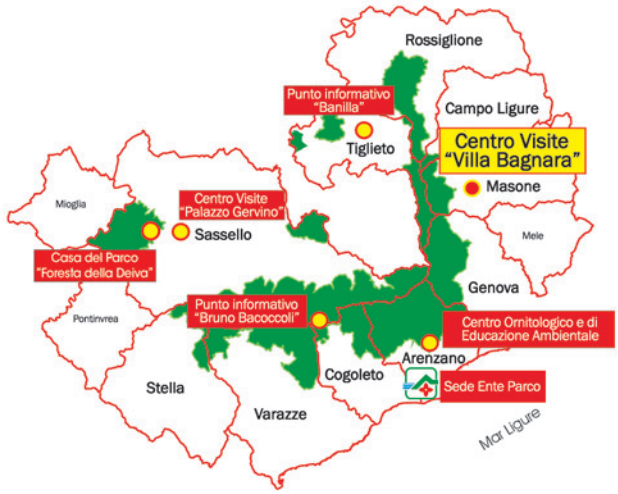 Rossiglione
Punto informativo
"Banilla"
Campo Ligure
Tiglieto
Centro Visite
"Villa Bagnara"
Masone
Mioglia
Centro Visite
"Palazzo Gervino"
Sassello
Mele
Casa del Parco
"Foresta della Deiva"
Genova
Pontinvrea
Punto informativo
"Bruno Bacoccoli"
Centro Ornitologico e di
Educazione Ambientale
Arenzano
Stella
Cogoleto
Sede Ente Parco
Varazze
Mar Ligure